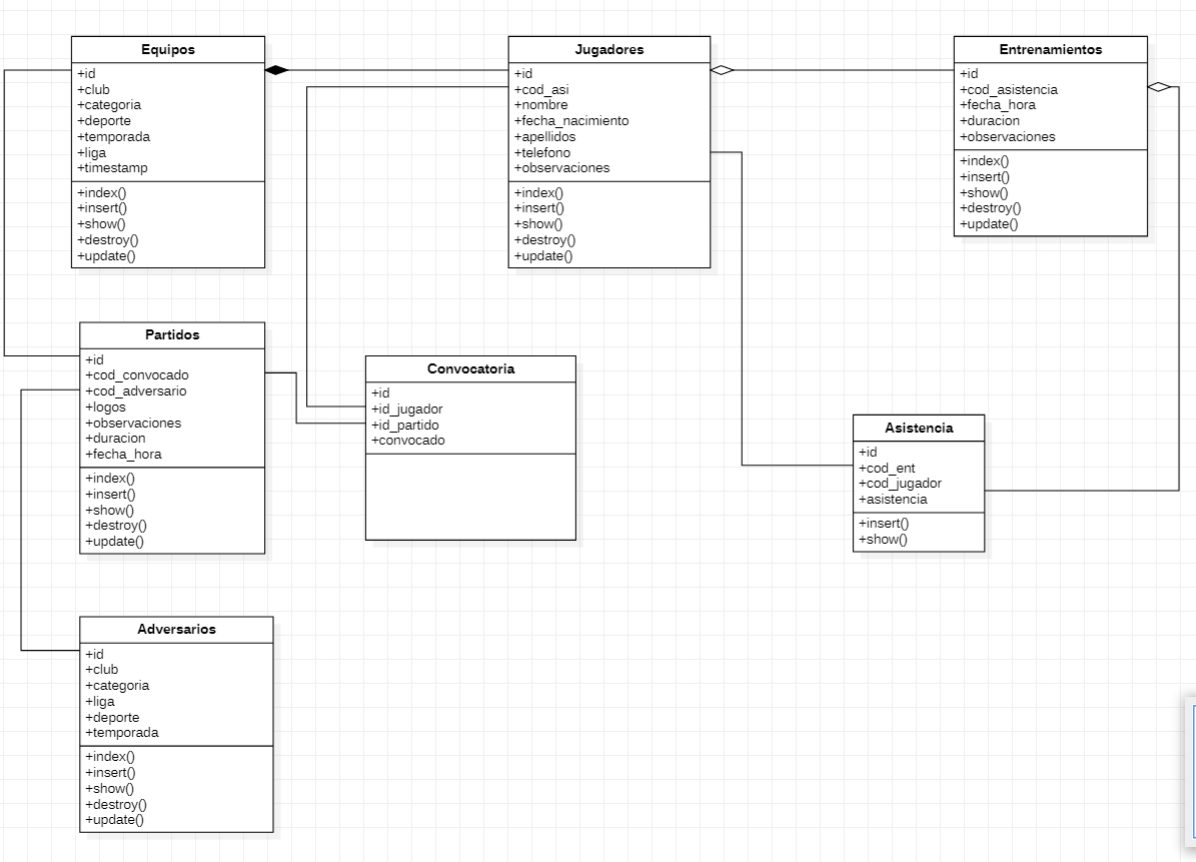 Equipos
+id
+club
+categoria
+deporte
+temporada
+liga
+timestamp
+index()
+insert()
+show()
+destroy()
+update()
Jugadores
+id
+cod_asi
+nombre
+fecha_nacimiento
+apellidos
+telefono
+observaciones
+index()
+insert()
+show()
+destroy()
+update()
Entrenamientos
+id
+cod_asistencia
+fecha_hora
+duracion
+observaciones
+index()
+insert()
+show()
+destroy()
+update()
Partidos
+id
+cod_convocado
+cod_adversario
+logos
+observaciones
+duracion
+fecha_hora
+index()
+insert()
+show()
+destroy()
+update()
Convocatoria
+id
+id_jugador
+id_partido
+convocado
Asistencia
+id
+cod_ent
+cod_jugador
+asistencia
+insert()
+show()
Adversarios
+id
+club
+categoria
+liga
+deporte
+temporada
+index()
+insert()
+show()
+destroy()
+update()